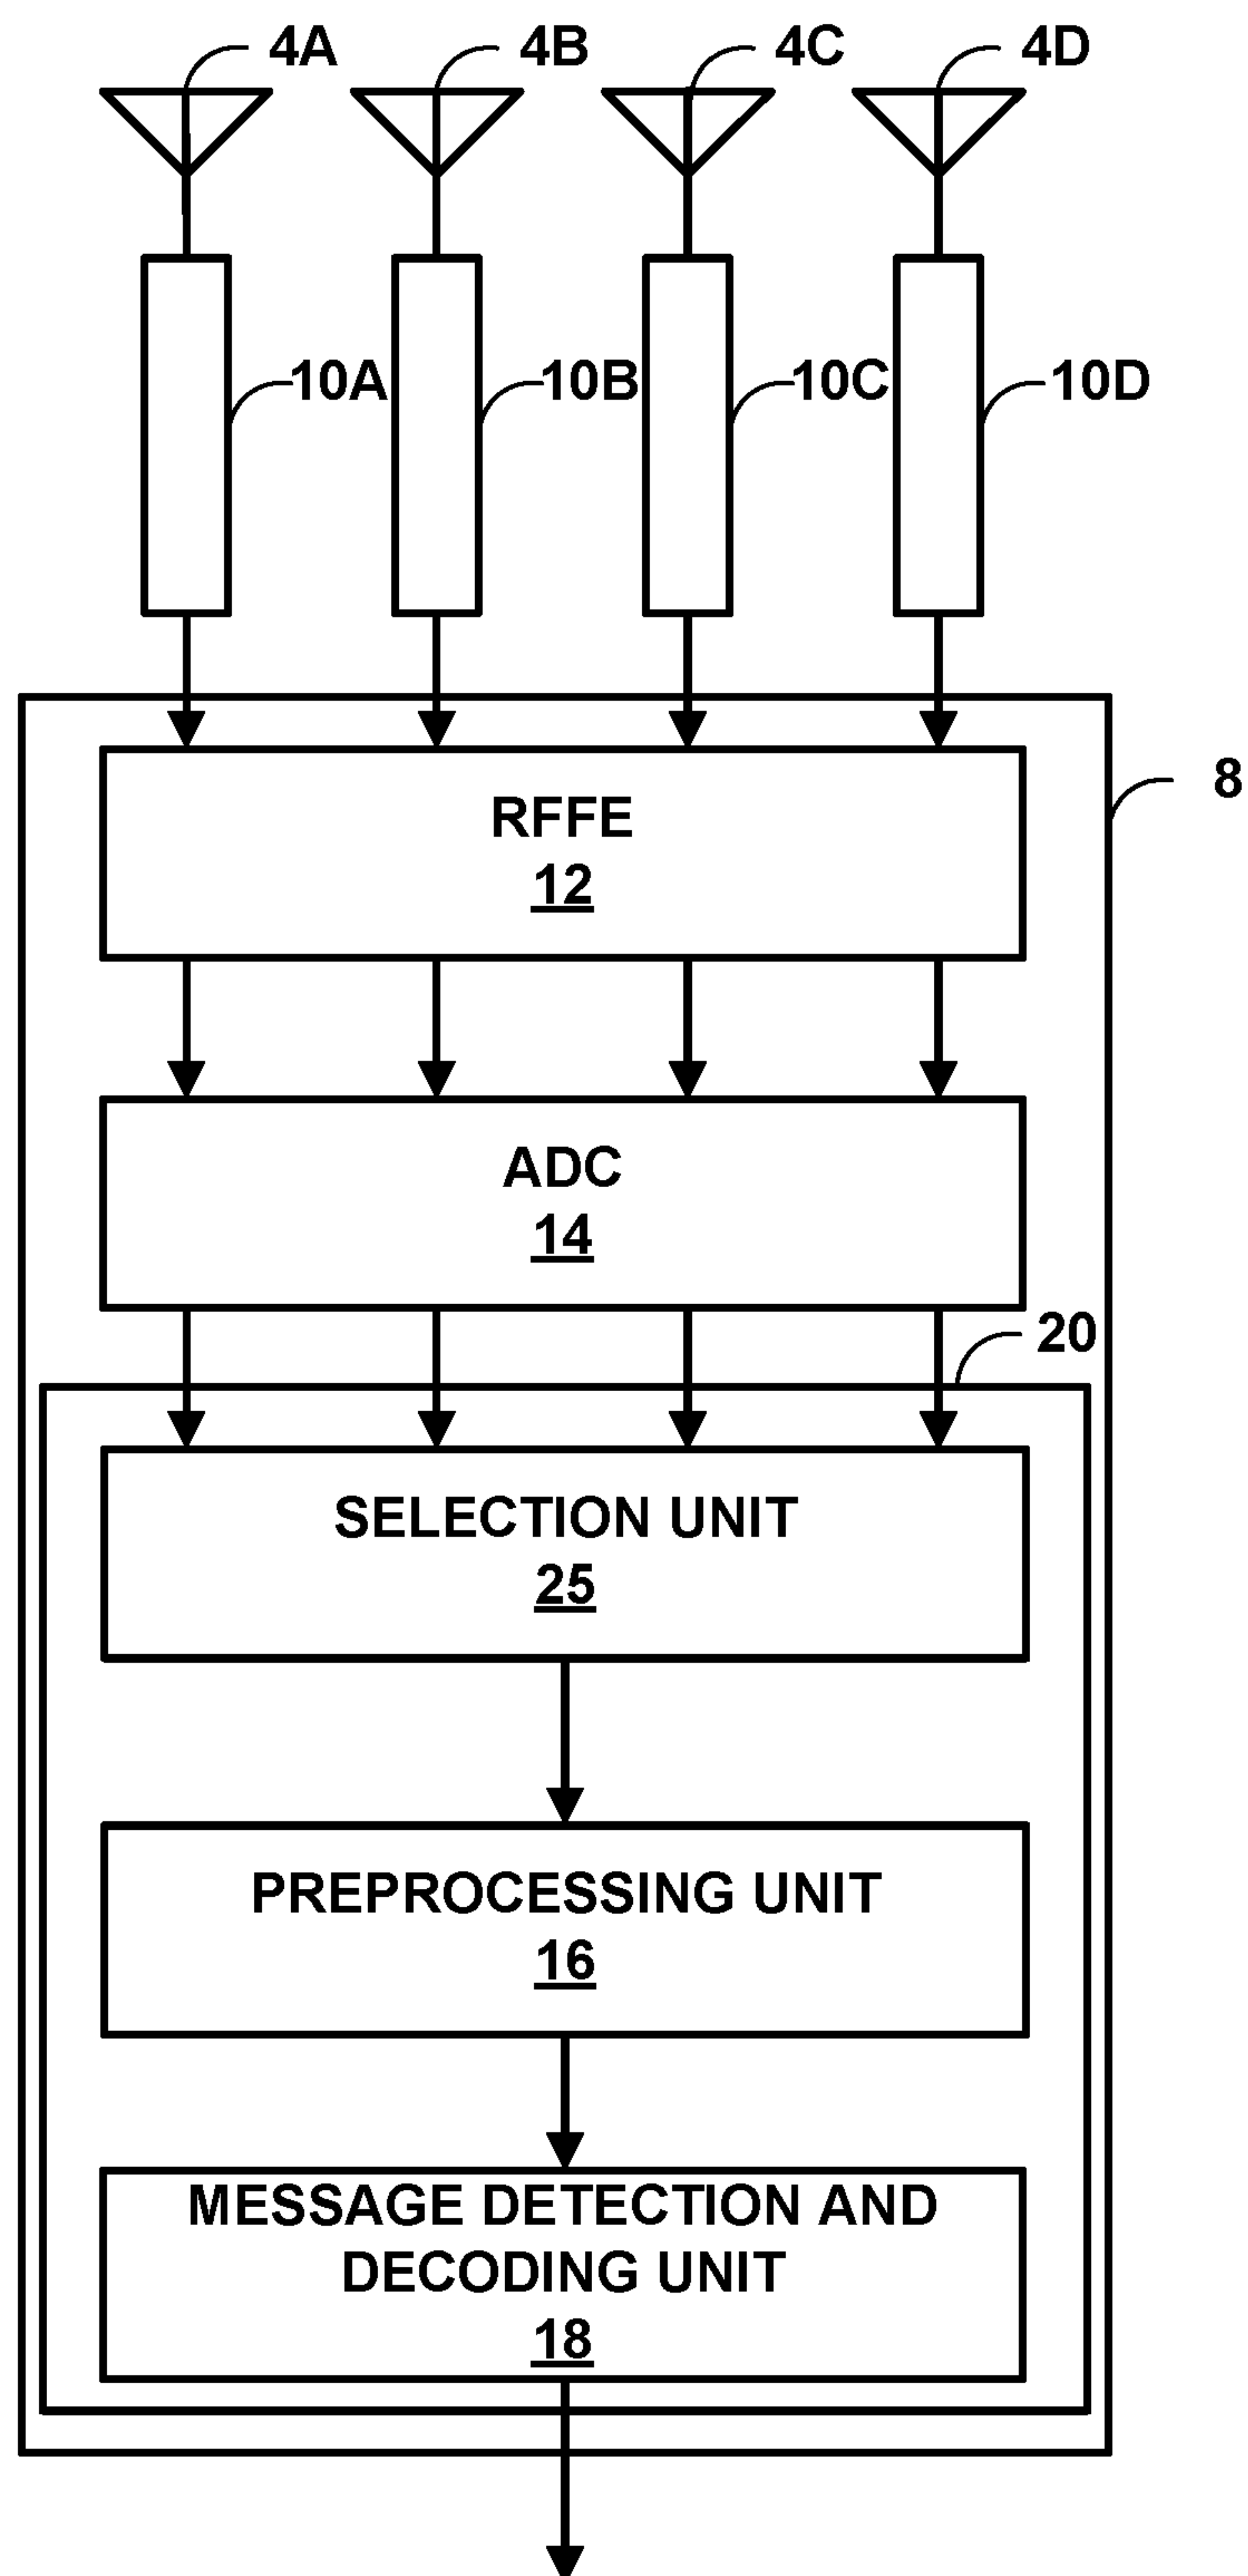 4A 4B 4C 4D
10A 10B 10C 10D
8
RFFE
12
ADC
14
20
SELECTION UNIT
25
PREPROCESSING UNIT
16
MESSAGE DETECTION AND
DECODING UNIT
18